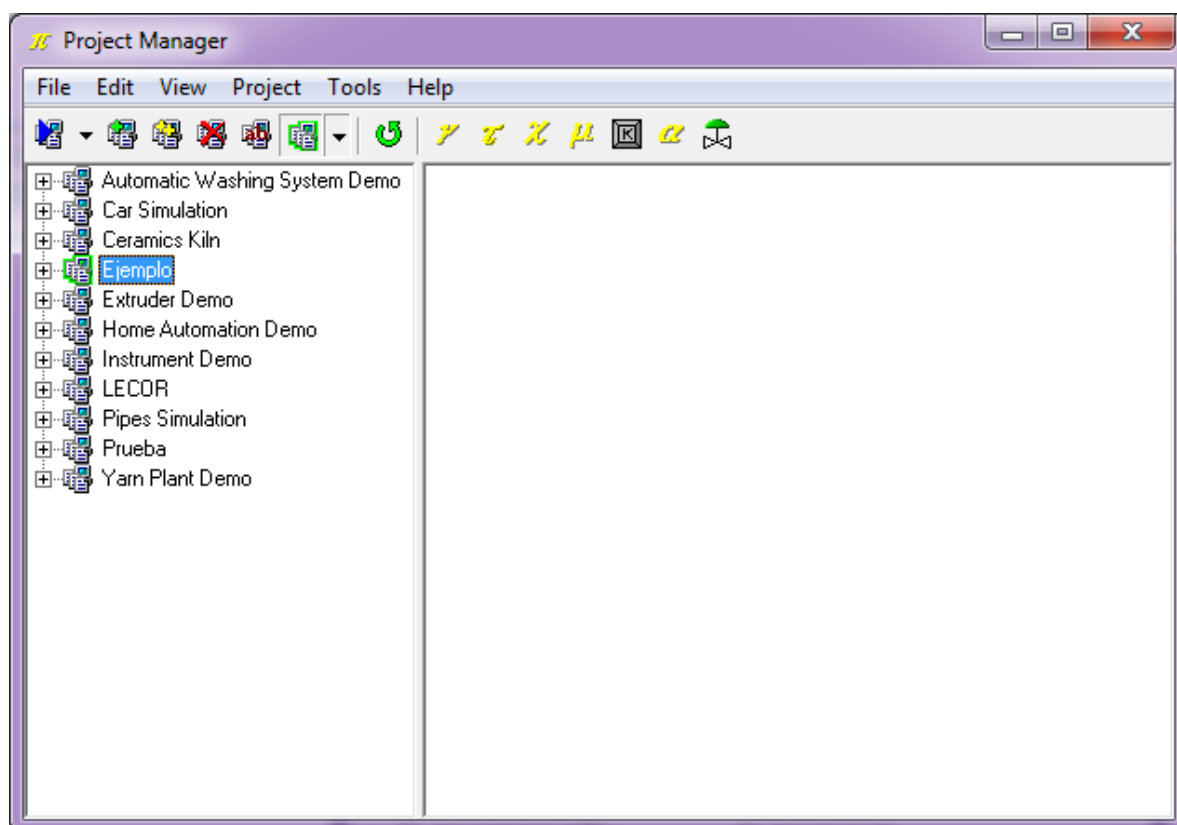 Project Manager
File Edit View Project Tools Help
Automatic Washing System Demo
Car Simulation
Ceramics Kiln
Ejemplo
Extruder Demo
Home Automation Demo
Instrument Demo
LECOR
Pipes Simulation
Prueba
Yarn Plant Demo